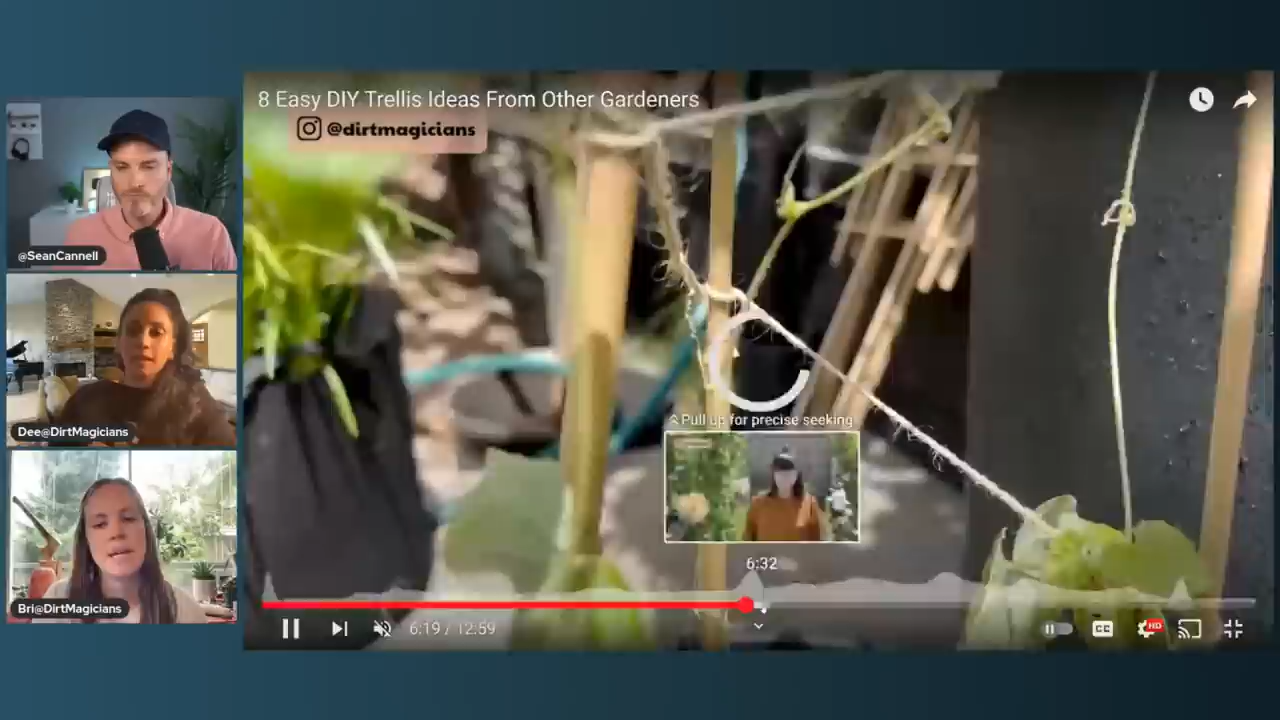 8 Easy DIY Trellis Ideas From Other Gardeners
@dirtmagicians
@SeanCannell
Dee@DirtMagicians
Bri@DirtMagicians
Pull up for precise seeking
6:32
6:19 / 12:59
CC
HD